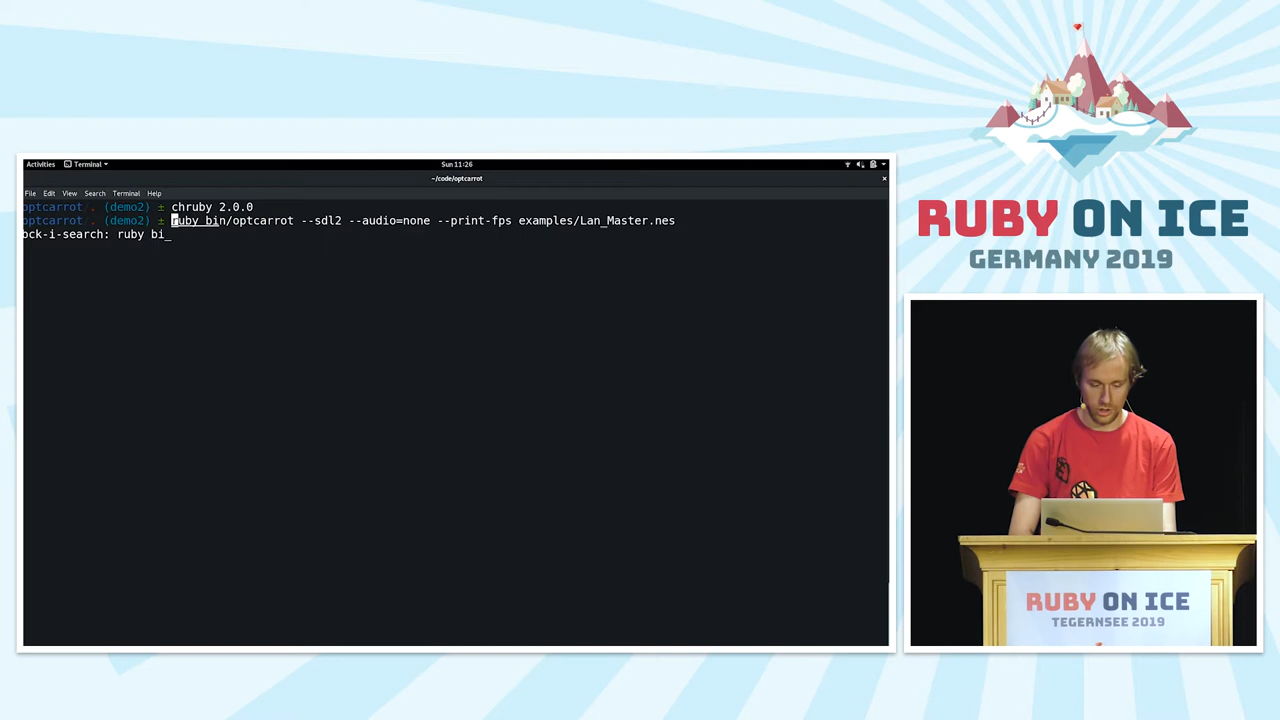 Activities Terminal
Sun 11:26
~/code/optcarrot
File Edit View Search Terminal Help
optcarrot/. (demo2) ± chruby 2.0.0
optcarrot/. (demo2) ± ruby bin/optcarrot --sdl2 --audio=none --print-fps examples/Lan_Master.nes
bck-i-search: ruby bi_
RUBY ON ICE
GERMANY 2019
RUBY ON ICE
TEGERNSEE 2019